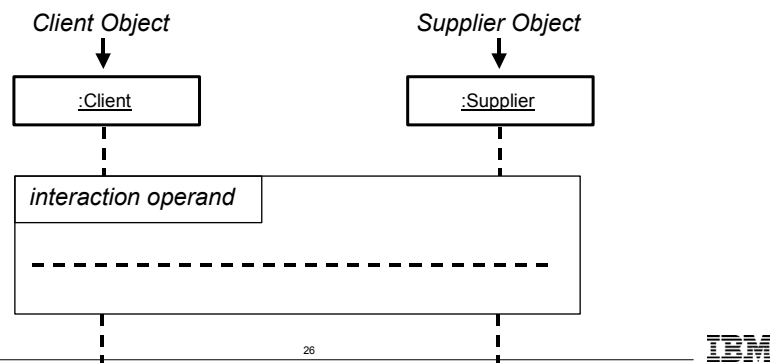 Client Object
Supplier Object
:Client
:Supplier
interaction operand
26
IBM